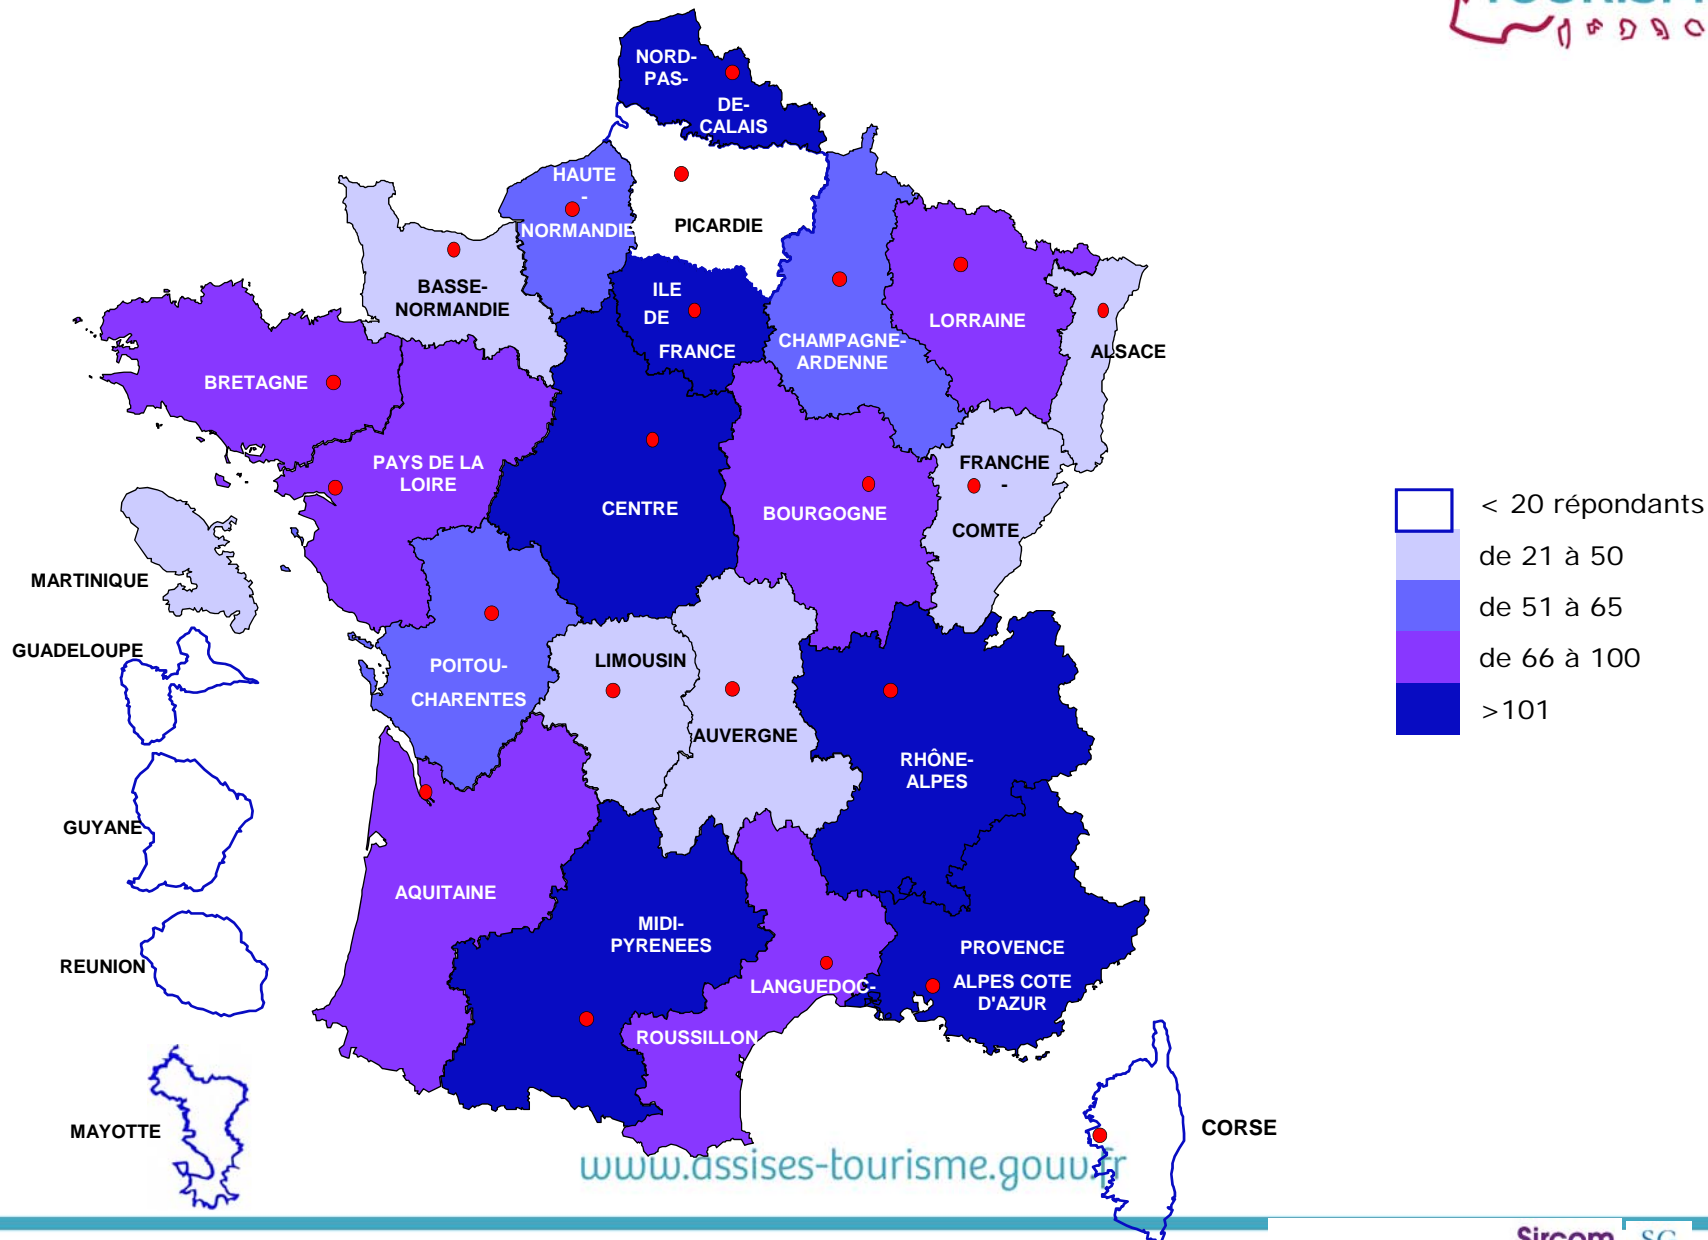 NORD-
PAS-
DE-
CALAIS
HAUTE
-
NORMANDIE
PICARDIE
BASSE-
NORMANDIE
ILE
DE
FRANCE
CHAMPAGNE-
ARDENNE
LORRAINE
ALSACE
BRETAGNE
PAYS DE LA
LOIRE
CENTRE
BOURGOGNE
FRANCHE
-
COMTE
MARTINIQUE
GUADELOUPE
POITOU-
CHARENTES
LIMOUSIN
AUVERGNE
RHÔNE-
ALPES
GUYANE
AQUITAINE
MIDI-
PYRENEES
LANGUEDOC-
ROUSSILLON
PROVENCE
ALPES COTE
D'AZUR
REUNION
MAYOTTE
CORSE
< 20 répondants
de 21 à 50
de 51 à 65
de 66 à 100
>101
www.assises-tourisme.gouv.fr
Sircom